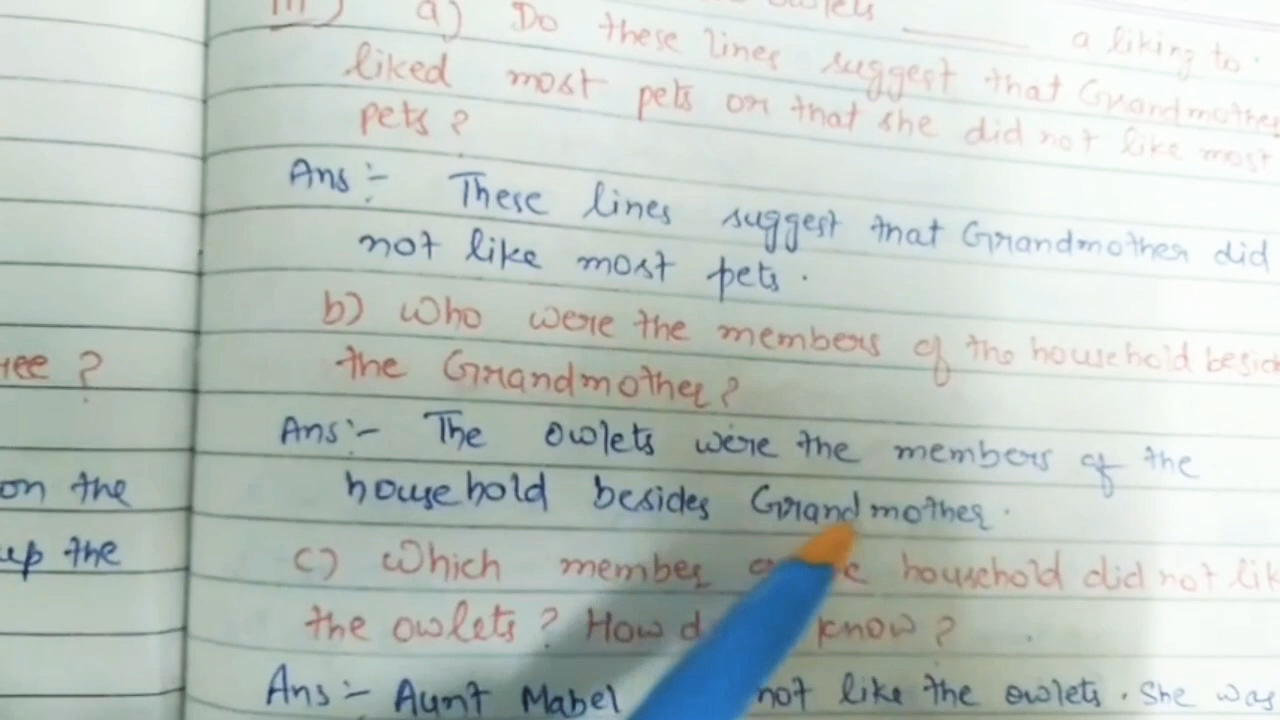 a) Do these lines suggest that Grandmother
a liking to.
liked most pets or that she did not like most
pets ?
Ans :- These lines suggest that Grandmother did
not like most pets .
b) Who were the members of the household
the Grandmother?
tree ?
Ans :- The owlets were the members of the
household besides Grandmother .
on the
c) Which member household did not
up the
the owlets ? How know ?
Ans :- Aunt Mabel not like the owlets . She was